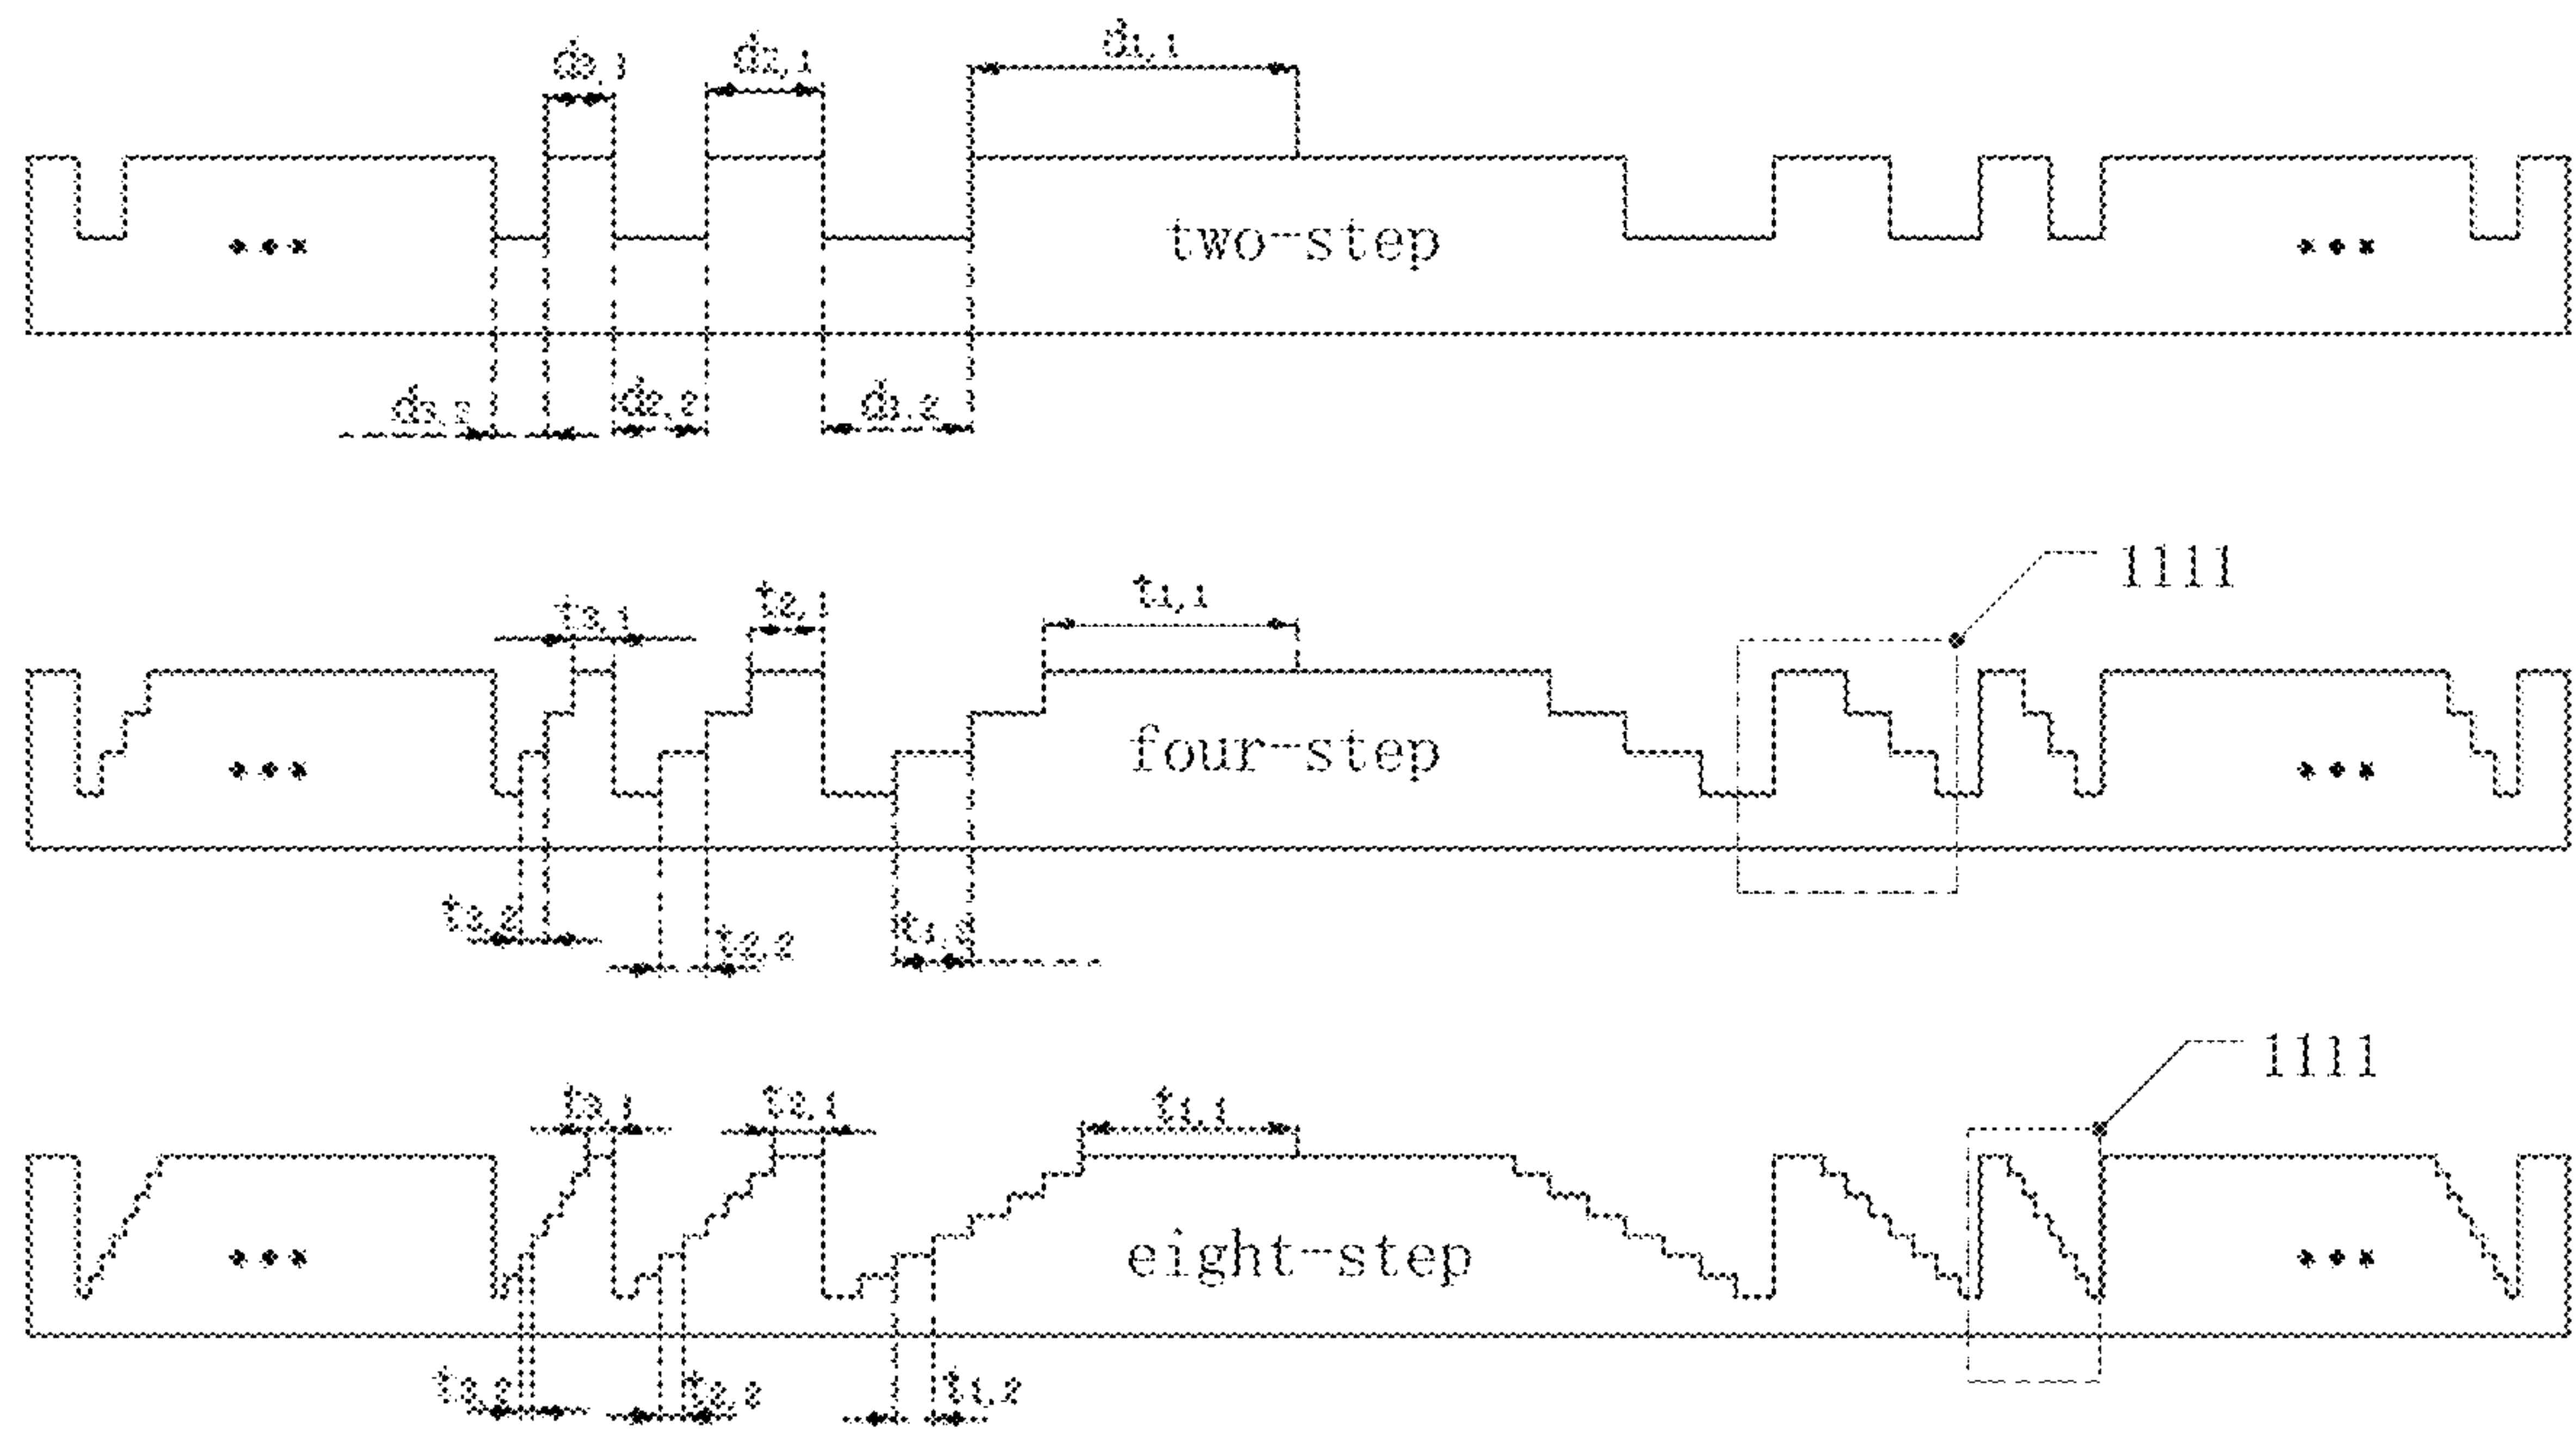 d3,1 d2,1 d1,1
two-step
d3,2 d2,2 d1,2
1111
t3,1 t2,1 t1,1
four-step
t3,2 t2,2 t1,2
1111
t3,1 t2,1 t1,1
eight-step
t3,2 t2,2 t1,2